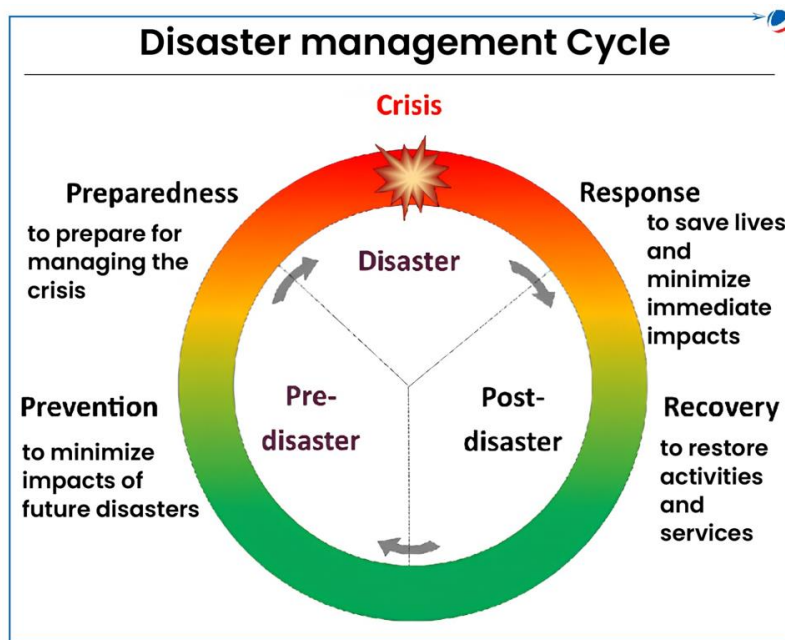 Disaster management Cycle
Crisis
Preparedness
to prepare for
managing the
crisis
Response
to save lives
and
minimize
immediate
impacts
Disaster
Prevention
to minimize
impacts of
future disasters
Pre-
disaster
Post-
disaster
Recovery
to restore
activities
and
services